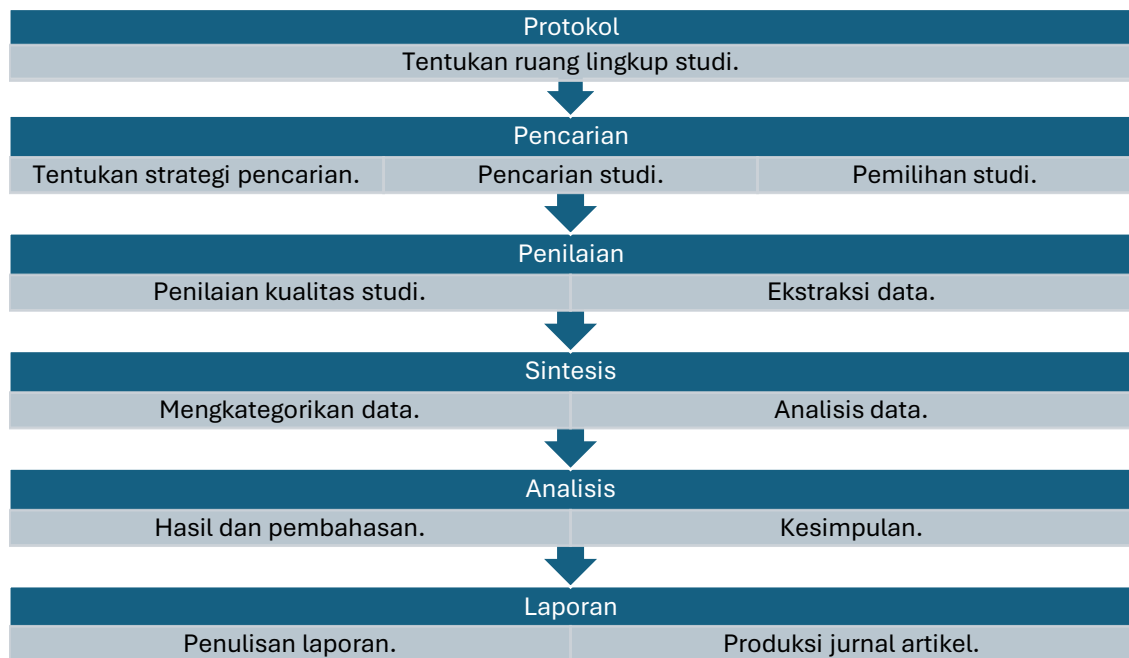 Protokol
Tentukan ruang lingkup studi.
Pencarian
Tentukan strategi pencarian.
Pencarian studi.
Pemilihan studi.
Penilaian
Penilaian kualitas studi.
Ekstraksi data.
Sintesis
Mengkategorikan data.
Analisis data.
Analisis
Hasil dan pembahasan.
Kesimpulan.
Laporan
Penulisan laporan.
Produksi jurnal artikel.